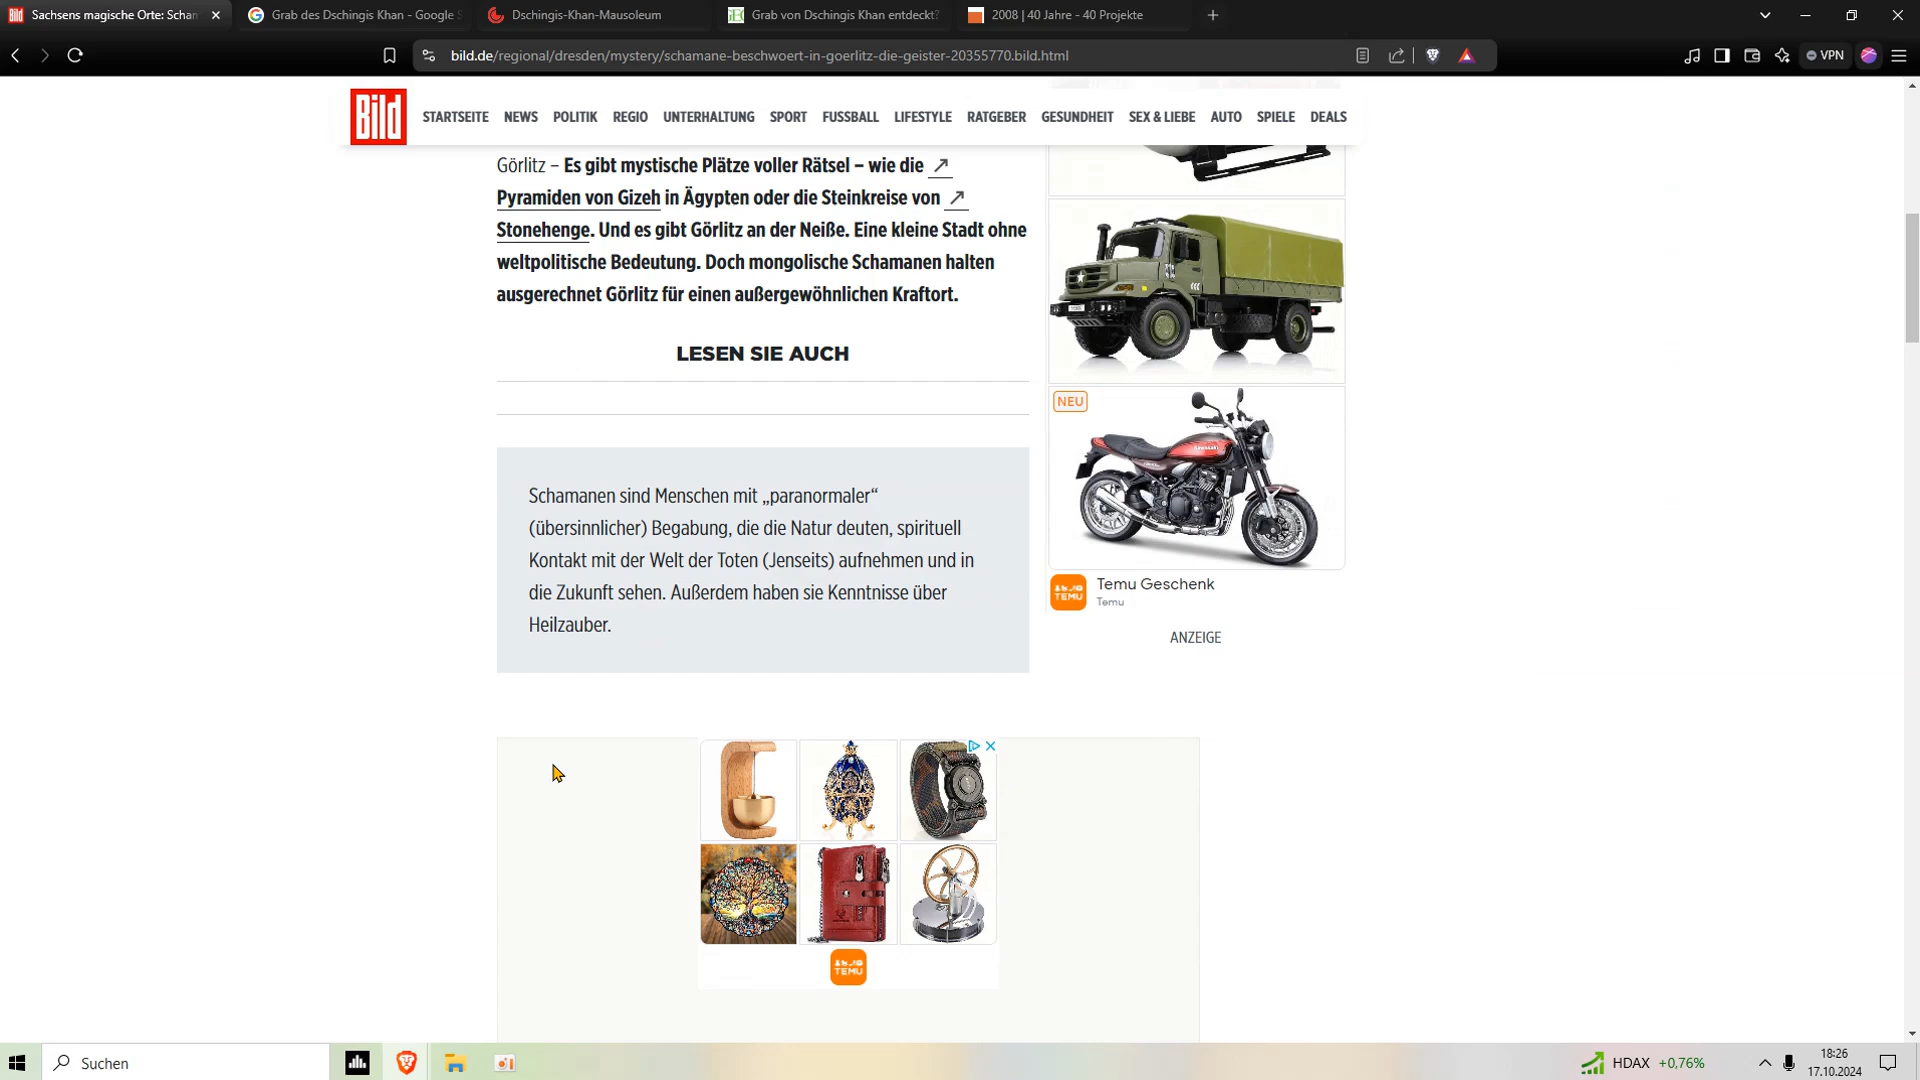 Sachsens magische Orte: Scha
Grab des Dschingis Khan - Google S
Dschingis-Khan-Mausoleum
Grab von Dschingis Khan entdeckt?
2008 | 40 Jahre - 40 Projekte
bild.de/regional/dresden/mystery/schamane-beschwoert-in-goerlitz-die-geister-20355770.bild.html
VPN
Bild
STARTSEITE NEWS POLITIK REGIO UNTERHALTUNG SPORT FUSSBALL LIFESTYLE RATGEBER GESUNDHEIT SEX & LIEBE AUTO SPIELE DEALS
Görlitz – Es gibt mystische Plätze voller Rätsel – wie die
Pyramiden von Gizeh in Ägypten oder die Steinkreise von
Stonehenge. Und es gibt Görlitz an der Neiße. Eine kleine Stadt ohne
weltpolitische Bedeutung. Doch mongolische Schamanen halten
ausgerechnet Görlitz für einen außergewöhnlichen Kraftort.
LESEN SIE AUCH
Schamanen sind Menschen mit „paranormaler“
(übersinnlicher) Begabung, die die Natur deuten, spirituell
Kontakt mit der Welt der Toten (Jenseits) aufnehmen und in
die Zukunft sehen. Außerdem haben sie Kenntnisse über
Heilzauber.
NEU
TEMU
Temu Geschenk
Temu
ANZEIGE
TEMU
Suchen
HDAX +0,76%
18:26
17.10.2024